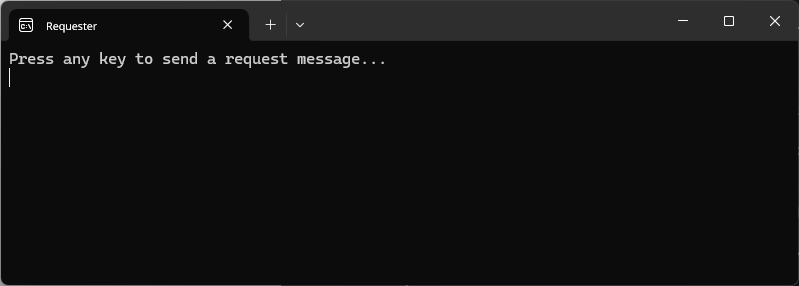 Requester
Press any key to send a request message...